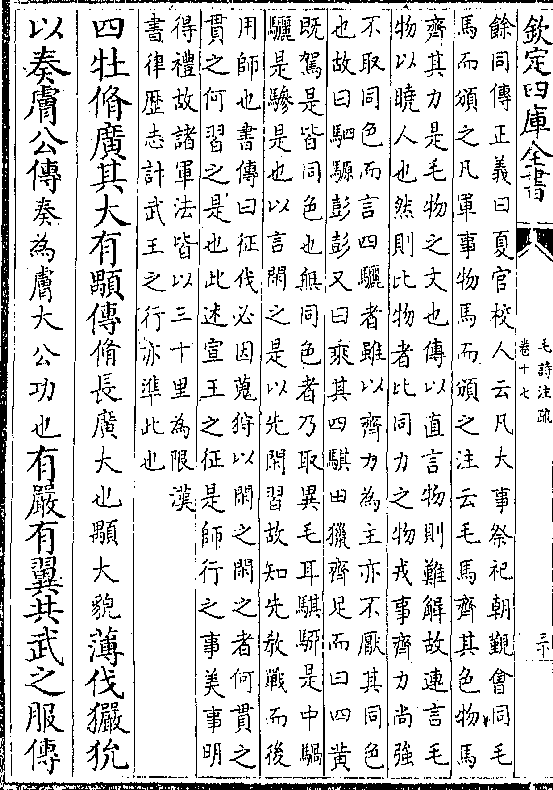 欽定四庫全書
毛詩注疏
卷十七
餘同傳正義曰夏官校人云凡大事祭祀朝覲會同毛
馬而頒之凡軍事物馬而頒之注云毛馬齊其色物馬
齊其力是毛物之文也傳以直言物則難解故連言毛
物以曉人也然則比物者比同力之物戎事齊力尚強
不取同色而言四驪者雖以齊力為主亦不厭其同色
也故曰駟騵彭彭又曰乘其四騏田獵齊足而曰四黃
既駕是皆同色也無同色者乃取異毛耳騏駵是中騧
驪是驂是也以言閑之是以先閑習故知先教戰而後
用師也書傳曰征伐必因蒐狩以閑之閑之者何貫之
貫之何習之是也此述宣王之征是師行之事美事明
得禮故諸軍法皆以三十里為限漢
書律歷志計武王之行亦準此也
四牡脩廣其大有顒傳脩長廣大也顒大貌薄伐玁狁
以奏膚公傳奏為膚大公功也有嚴有翼共武之服傳